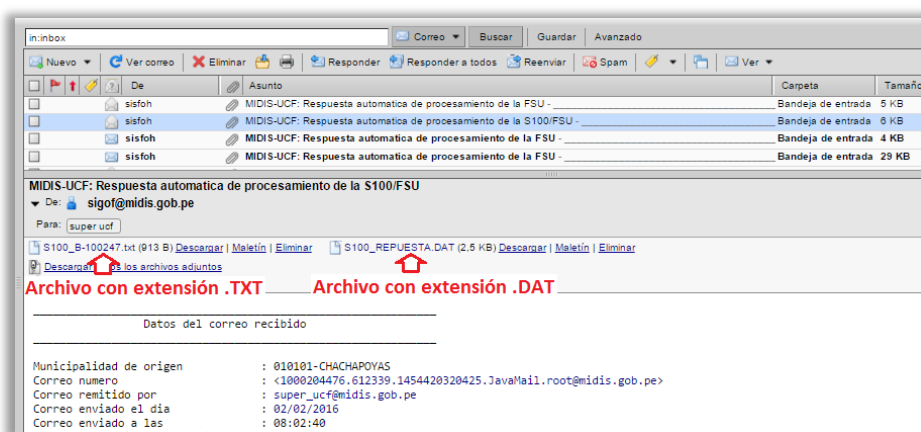 in:inbox Correo Buscar Guardar Avanzado
Nuevo Ver correo Eliminar Responder Responder a todos Reenviar Spam Ver
De Asunto Carpeta Tamaño
sisfoh MIDIS-UCF: Respuesta automatica de procesamiento de la FSU - Bandeja de entrada 5 KB
sisfoh MIDIS-UCF: Respuesta automatica de procesamiento de la S100/FSU - Bandeja de entrada 6 KB
sisfoh MIDIS-UCF: Respuesta automatica de procesamiento de la FSU - Bandeja de entrada 4 KB
sisfoh MIDIS-UCF: Respuesta automatica de procesamiento de la FSU - Bandeja de entrada 29 KB
MIDIS-UCF: Respuesta automatica de procesamiento de la S100/FSU
De: sigof@midis.gob.pe
Para: super ucf
S100_B-100247.txt (913 B) Descargar | Maletín | Eliminar S100_REPUESTA.DAT (2,5 KB) Descargar | Maletín | Eliminar
Descargar los archivos adjuntos
Archivo con extensión .TXT Archivo con extensión .DAT
Datos del correo recibido
Municipalidad de origen : 010101-CHACHAPOYAS
Correo numero : <1000204476.612339.1454420320425.JavaMail.root@midis.gob.pe>
Correo remitido por : super_ucf@midis.gob.pe
Correo enviado el dia : 02/02/2016
Correo enviado a las : 08:02:40